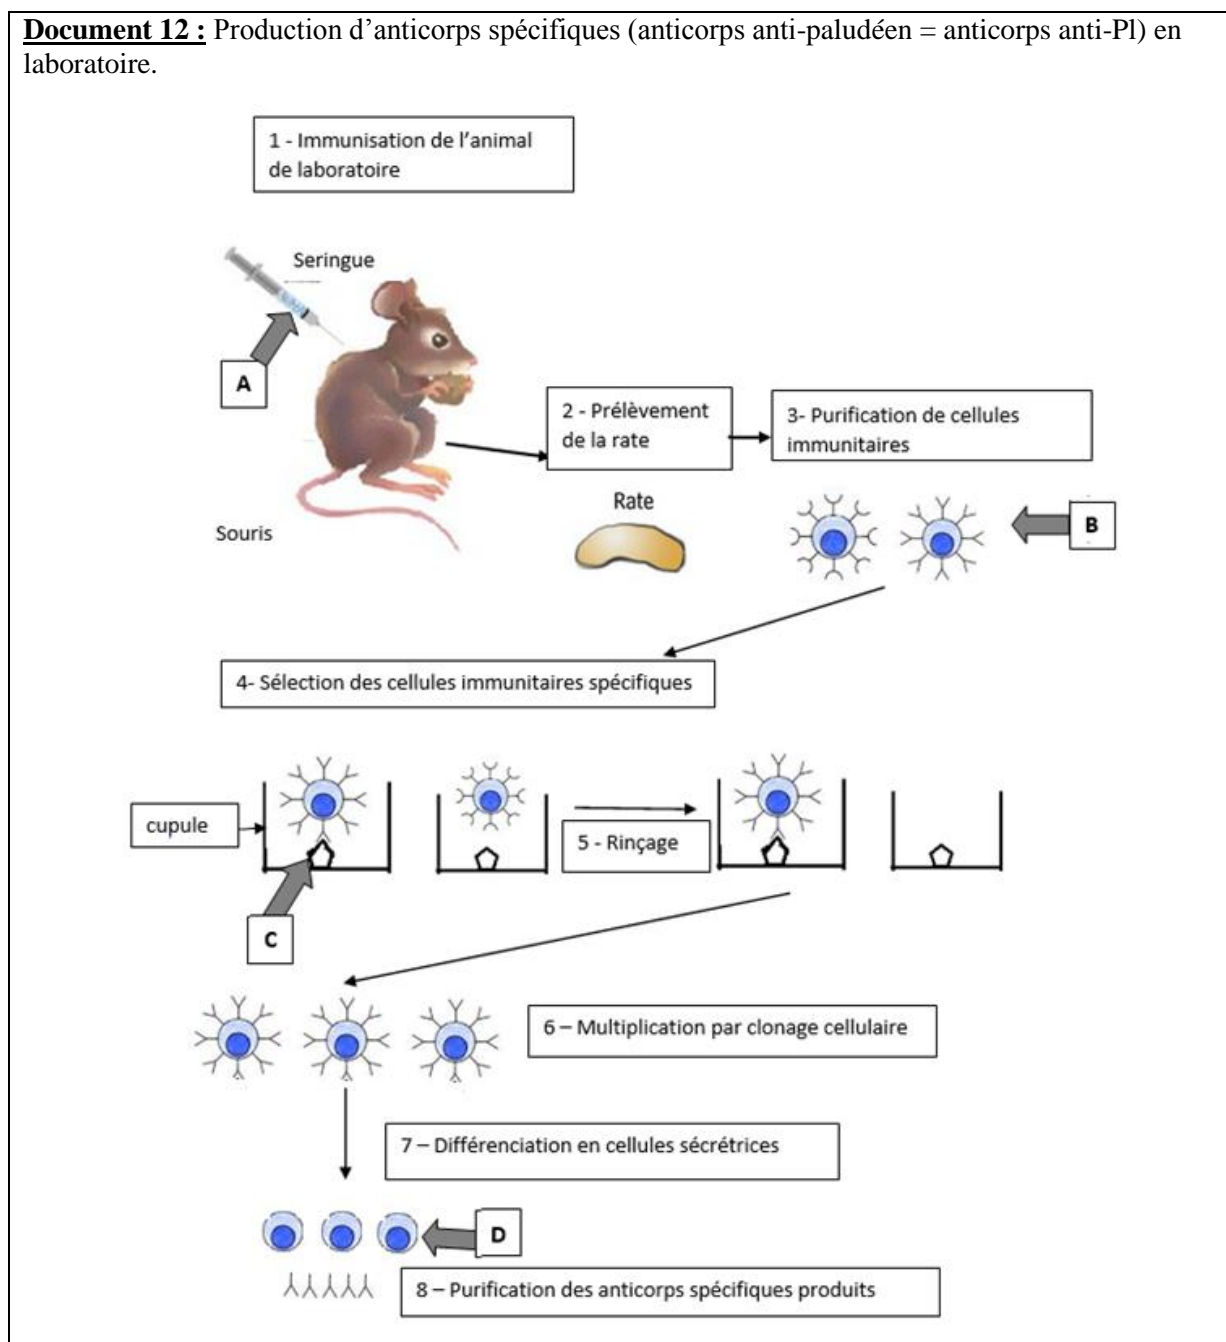 Document 12 : Production d’anticorps spécifiques (anticorps anti-paludéen = anticorps anti-Pl) en
laboratoire.
1 - Immunisation de l’animal
de laboratoire
Seringue
A
2 - Prélèvement
de la rate
3- Purification de cellules
immunitaires
Rate
B
Souris
4- Sélection des cellules immunitaires spécifiques
cupule
5 - Rinçage
C
6 – Multiplication par clonage cellulaire
7 – Différenciation en cellules sécrétrices
D
8 – Purification des anticorps spécifiques produits